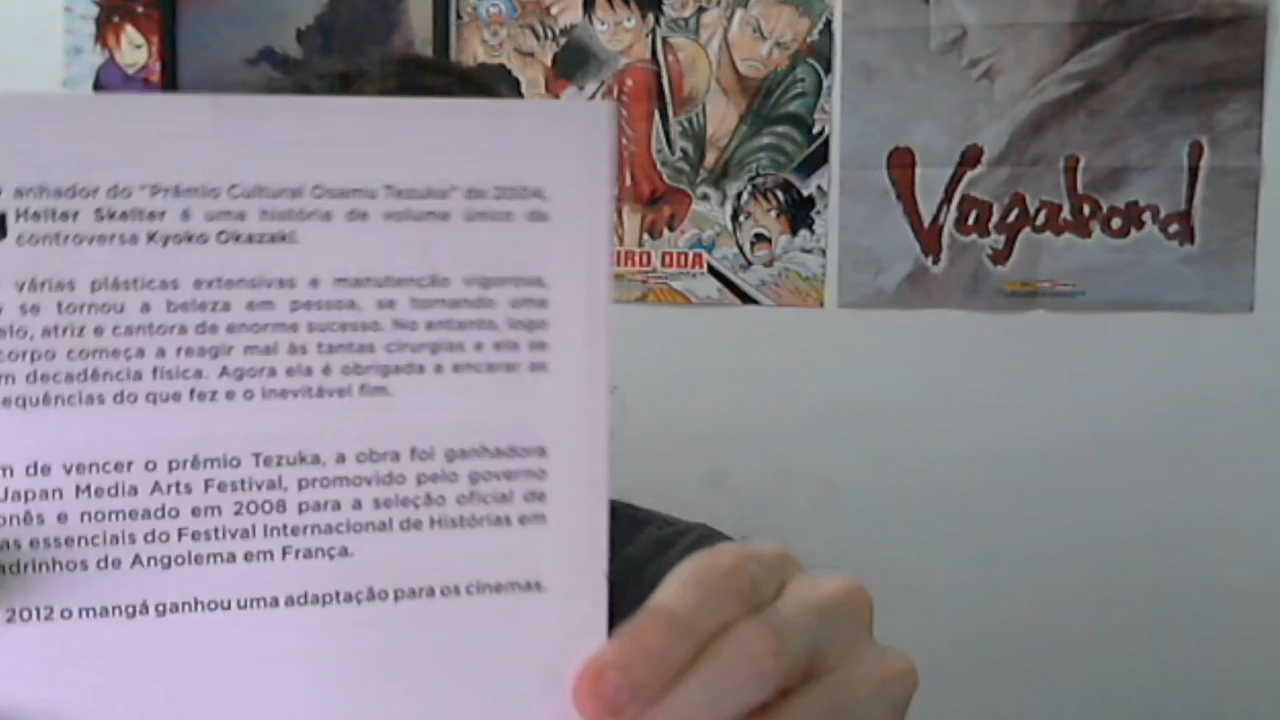 anhador do "Prêmio Cultural Osamu Tezuka" de 2004,
Helter Skelter é uma história de volume único da
controversa Kyoko Okazaki.
várias plásticas extensivas e manutenção vigorosa,
se tornou a beleza em pessoa, se tornando uma
elo, atriz e cantora de enorme sucesso. No entanto, logo
corpo começa a reagir mal às tantas cirurgias e ela se
m decadência física. Agora ela é obrigada a encarar as
equências do que fez e o inevitável fim.
m de vencer o prêmio Tezuka, a obra foi ganhadora
Japan Media Arts Festival, promovido pelo governo
onês e nomeado em 2008 para a seleção oficial de
as essenciais do Festival Internacional de Histórias em
adrinhos de Angolema em França.
2012 o mangá ganhou uma adaptação para os cinemas.
IRO ODA
Vagabond